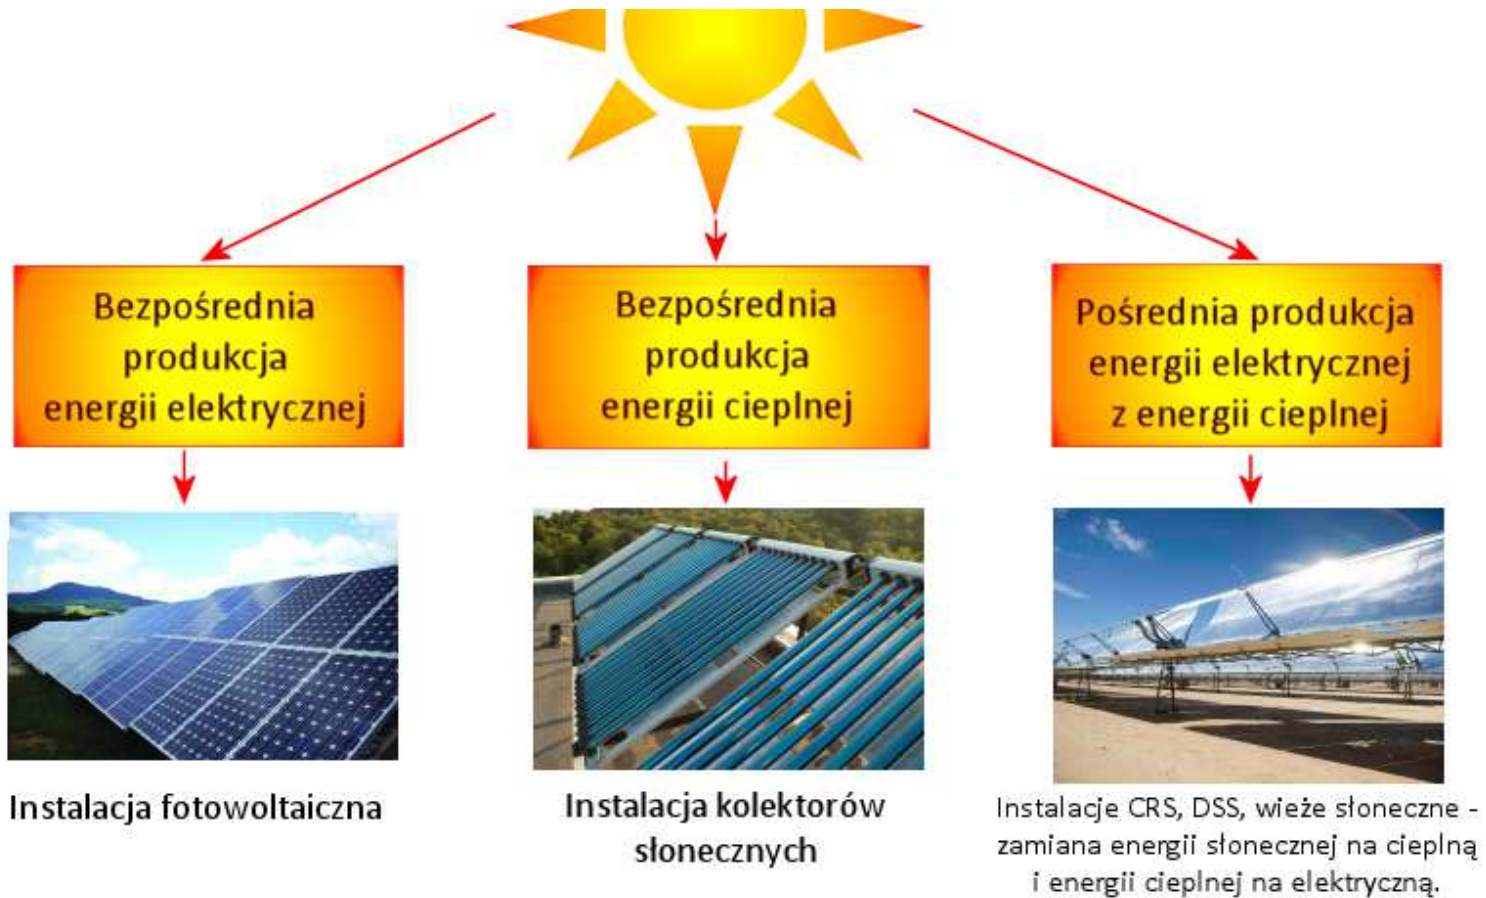 Bezpośrednia
produkcja
energii elektrycznej
Bezpośrednia
produkcja
energii cieplnej
Pośrednia produkcja
energii elektrycznej
z energii cieplnej
Instalacja fotowoltaiczna
Instalacja kolektorów
słonecznych
Instalacje CRS, DSS, wieże słoneczne -
zamiana energii słonecznej na cieplną
i energii cieplnej na elektryczną.